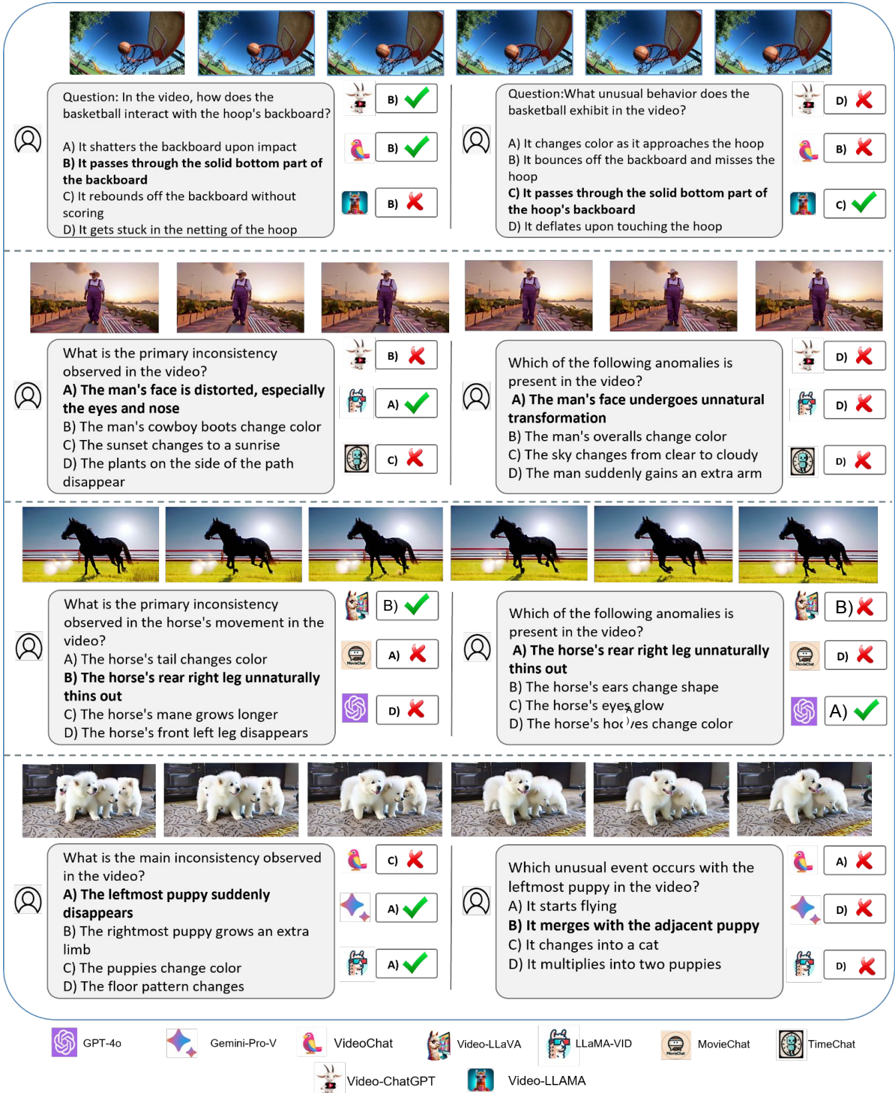 Question: In the video, how does the
basketball interact with the hoop's backboard?
A) It shatters the backboard upon impact
B) It passes through the solid bottom part of
the backboard
C) It rebounds off the backboard without
scoring
D) It gets stuck in the netting of the hoop
B)
B)
B)
Question:What unusual behavior does the
basketball exhibit in the video?
A) It changes color as it approaches the hoop
B) It bounces off the backboard and misses the
hoop
C) It passes through the solid bottom part of
the hoop's backboard
D) It deflates upon touching the hoop
D)
B)
C)
What is the primary inconsistency
observed in the video?
A) The man's face is distorted, especially
the eyes and nose
B) The man's cowboy boots change color
C) The sunset changes to a sunrise
D) The plants on the side of the path
disappear
B)
A)
C)
Which of the following anomalies is
present in the video?
A) The man's face undergoes unnatural
transformation
B) The man's overalls change color
C) The sky changes from clear to cloudy
D) The man suddenly gains an extra arm
D)
D)
D)
What is the primary inconsistency
observed in the horse's movement in the
video?
A) The horse's tail changes color
B) The horse's rear right leg unnaturally
thins out
C) The horse's mane grows longer
D) The horse's front left leg disappears
B)
MovieChat
A)
D)
Which of the following anomalies is
present in the video?
A) The horse's rear right leg unnaturally
thins out
B) The horse's ears change shape
C) The horse's eyes glow
D) The horse's hooves change color
B)
MovieChat
D)
A)
What is the main inconsistency observed
in the video?
A) The leftmost puppy suddenly
disappears
B) The rightmost puppy grows an extra
limb
C) The puppies change color
D) The floor pattern changes
C)
A)
A)
Which unusual event occurs with the
leftmost puppy in the video?
A) It starts flying
B) It merges with the adjacent puppy
C) It changes into a cat
D) It multiplies into two puppies
A)
D)
D)
GPT-4o
Gemini-Pro-V
VideoChat
Video-LLaVA
LLaMA-VID
MovieChat
MovieChat
TimeChat
Video-ChatGPT
Video-LLAMA